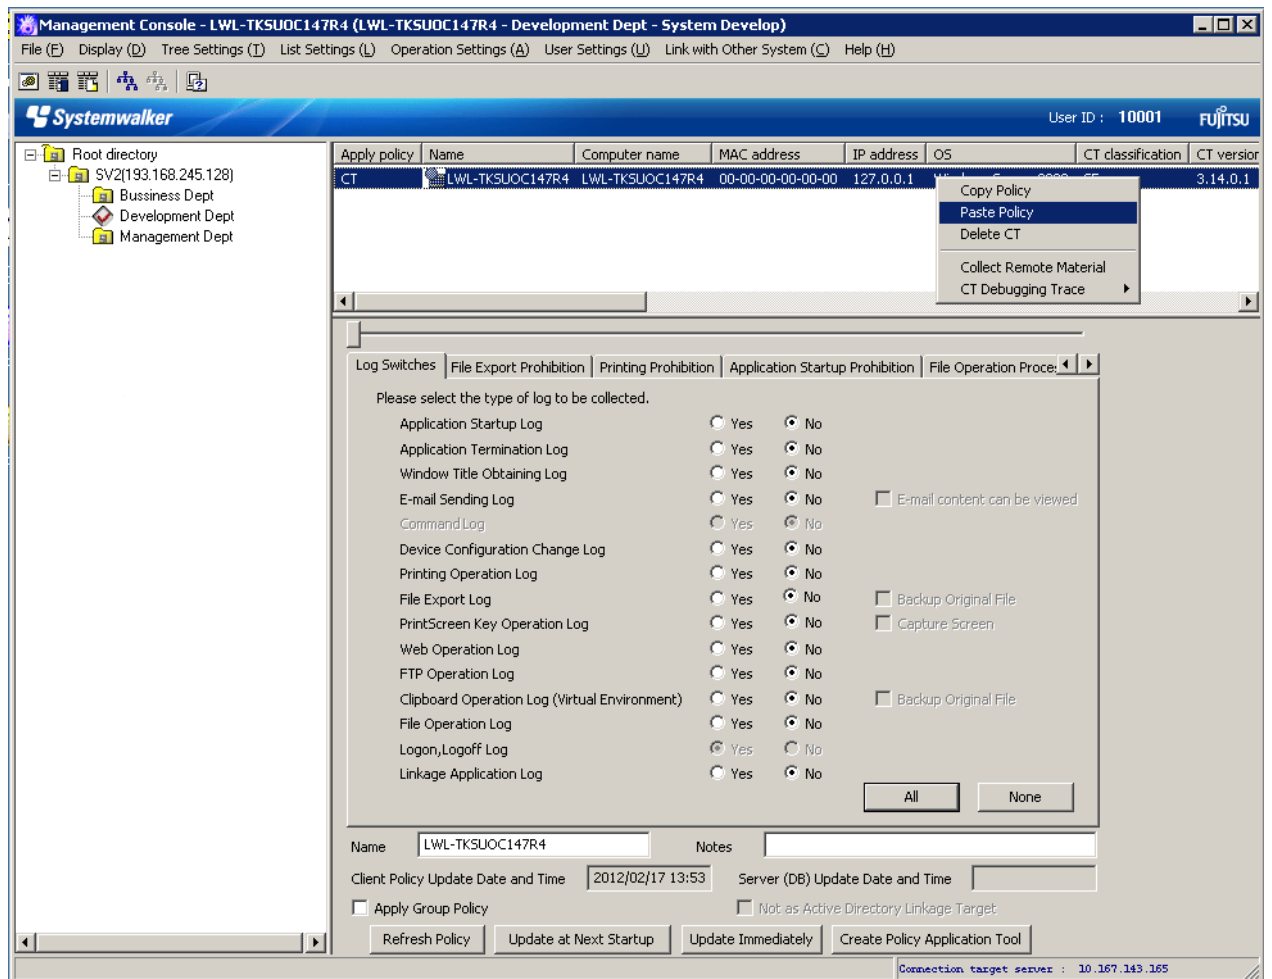 Management Console - LWL-TKSUOC147R4 (LWL-TKSUOC147R4 - Development Dept - System Develop)
File (F) Display (D) Tree Settings (T) List Settings (L) Operation Settings (A) User Settings (U) Link with Other System (C) Help (H)
Systemwalker User ID : 10001 FUJITSU
Root directory
SV2(193.168.245.128)
Bussiness Dept
Development Dept
Management Dept
Apply policy Name Computer name MAC address IP address OS CT classification CT version
CT LWL-TKSUOC147R4 LWL-TKSUOC147R4 00-00-00-00-00-00 127.0.0.1 3.14.0.1
Copy Policy
Paste Policy
Delete CT
Collect Remote Material
CT Debugging Trace
Log Switches File Export Prohibition Printing Prohibition Application Startup Prohibition File Operation Proces
Please select the type of log to be collected.
Application Startup Log Yes No
Application Termination Log Yes No
Window Title Obtaining Log Yes No
E-mail Sending Log Yes No E-mail content can be viewed
Command Log Yes No
Device Configuration Change Log Yes No
Printing Operation Log Yes No
File Export Log Yes No Backup Original File
PrintScreen Key Operation Log Yes No Capture Screen
Web Operation Log Yes No
FTP Operation Log Yes No
Clipboard Operation Log (Virtual Environment) Yes No Backup Original File
File Operation Log Yes No
Logon,Logoff Log Yes No
Linkage Application Log Yes No
All None
Name LWL-TKSUOC147R4 Notes
Client Policy Update Date and Time 2012/02/17 13:53 Server (DB) Update Date and Time
Apply Group Policy Not as Active Directory Linkage Target
Refresh Policy Update at Next Startup Update Immediately Create Policy Application Tool
Connection target server : 10.167.143.165